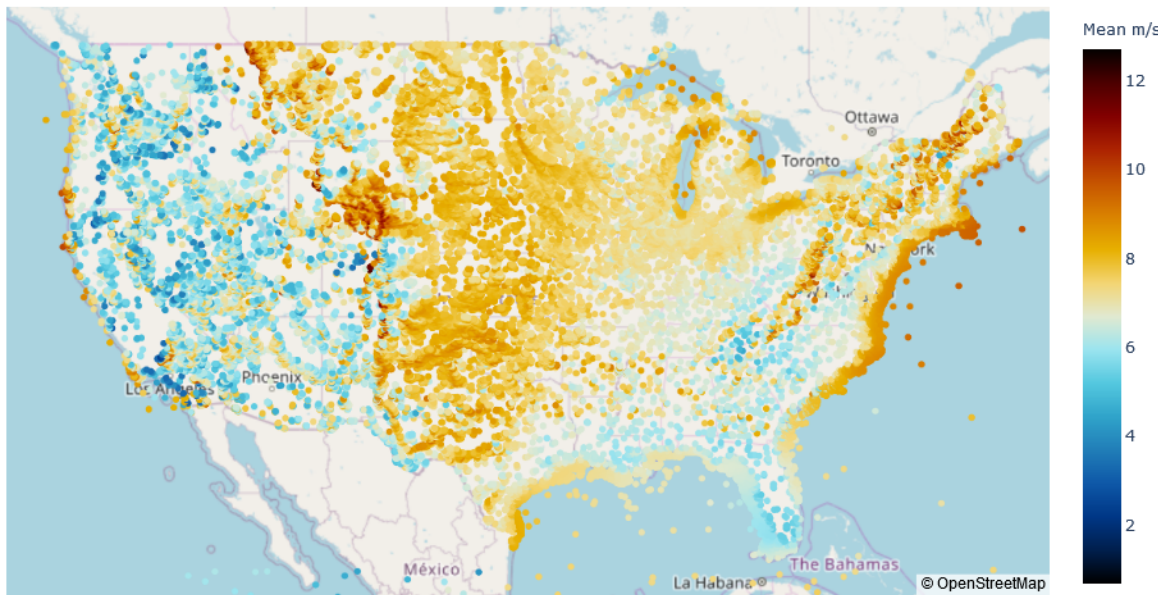 Mean m/s
12
10
8
6
4
2
Ottawa
Toronto
Phoenix
Los Angeles
México
La Habana
The Bahamas
© OpenStreetMap